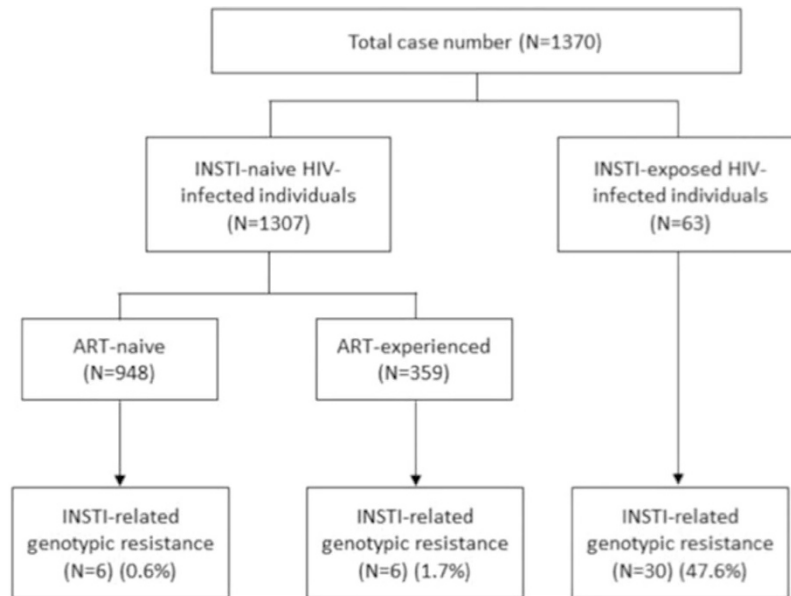 Total case number (N=1370)
INSTI-naive HIV-
infected individuals
(N=1307)
INSTI-exposed HIV-
infected individuals
(N=63)
ART-naive
(N=948)
ART-experienced
(N=359)
INSTI-related
genotypic resistance
(N=6) (0.6%)
INSTI-related
genotypic resistance
(N=6) (1.7%)
INSTI-related
genotypic resistance
(N=30) (47.6%)